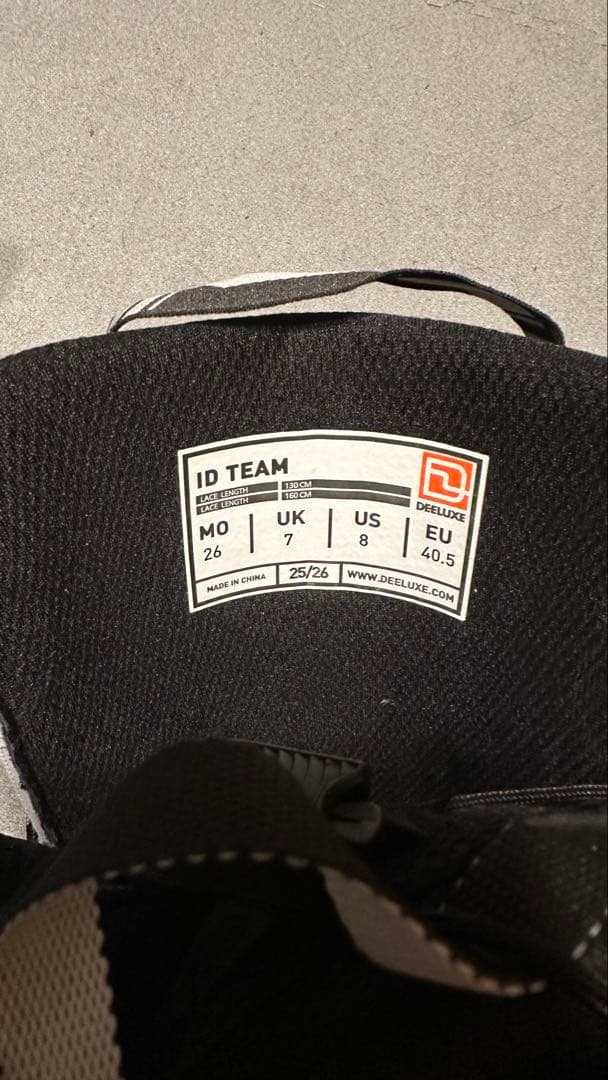 ID TEAM
LACE LENGTH 130 CM
LACE LENGTH 160 CM
DEELUXE
MO UK US EU
26 7 8 40.5
MADE IN CHINA 25/26 WWW.DEELUXE.COM